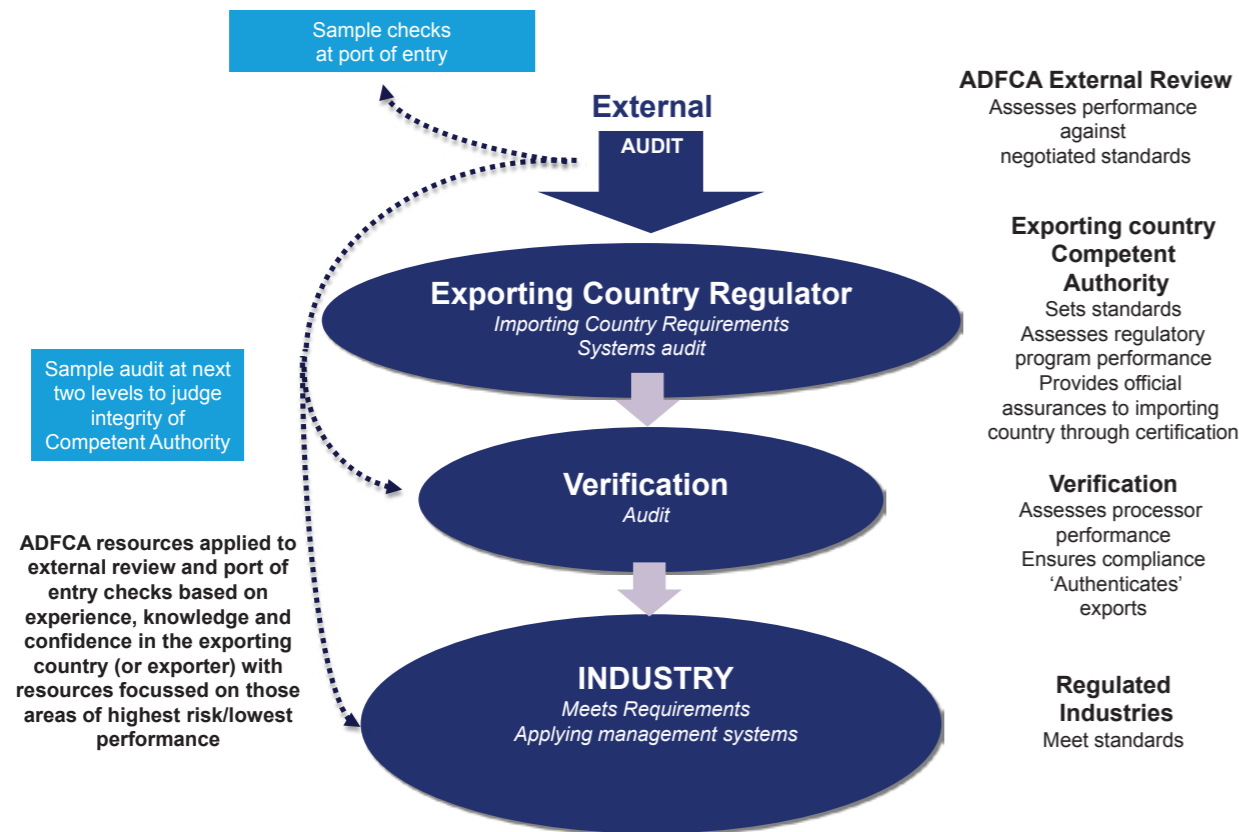 Sample checks
at port of entry
External
AUDIT
ADFCA External Review
Assesses performance
against
negotiated standards
Exporting Country Regulator
Importing Country Requirements
Systems audit
Exporting country
Competent
Authority
Sets standards
Assesses regulatory
program performance
Provides official
assurances to importing
country through certification
Sample audit at next
two levels to judge
integrity of
Competent Authority
Verification
Audit
Verification
Assesses processor
performance
Ensures compliance
‘Authenticates’
exports
ADFCA resources applied to
external review and port of
entry checks based on
experience, knowledge and
confidence in the exporting
country (or exporter) with
resources focussed on those
areas of highest risk/lowest
performance
INDUSTRY
Meets Requirements
Applying management systems
Regulated
Industries
Meet standards